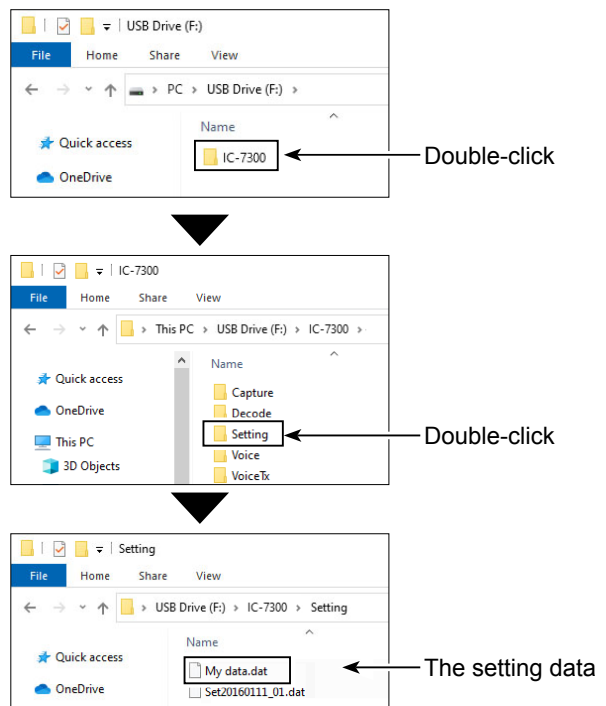 USB Drive (F:)
File Home Share View
PC > USB Drive (F:) >
Name
Quick access
IC-7300
Double-click
OneDrive
IC-7300
File Home Share View
This PC > USB Drive (F:) > IC-7300 >
Name
Quick access
Capture
OneDrive
Decode
Setting
Double-click
This PC
Voice
3D Objects
VoiceTx
Setting
File Home Share View
USB Drive (F:) > IC-7300 > Setting
Name
Quick access
My data.dat
The setting data
OneDrive
Set20160111_01.dat